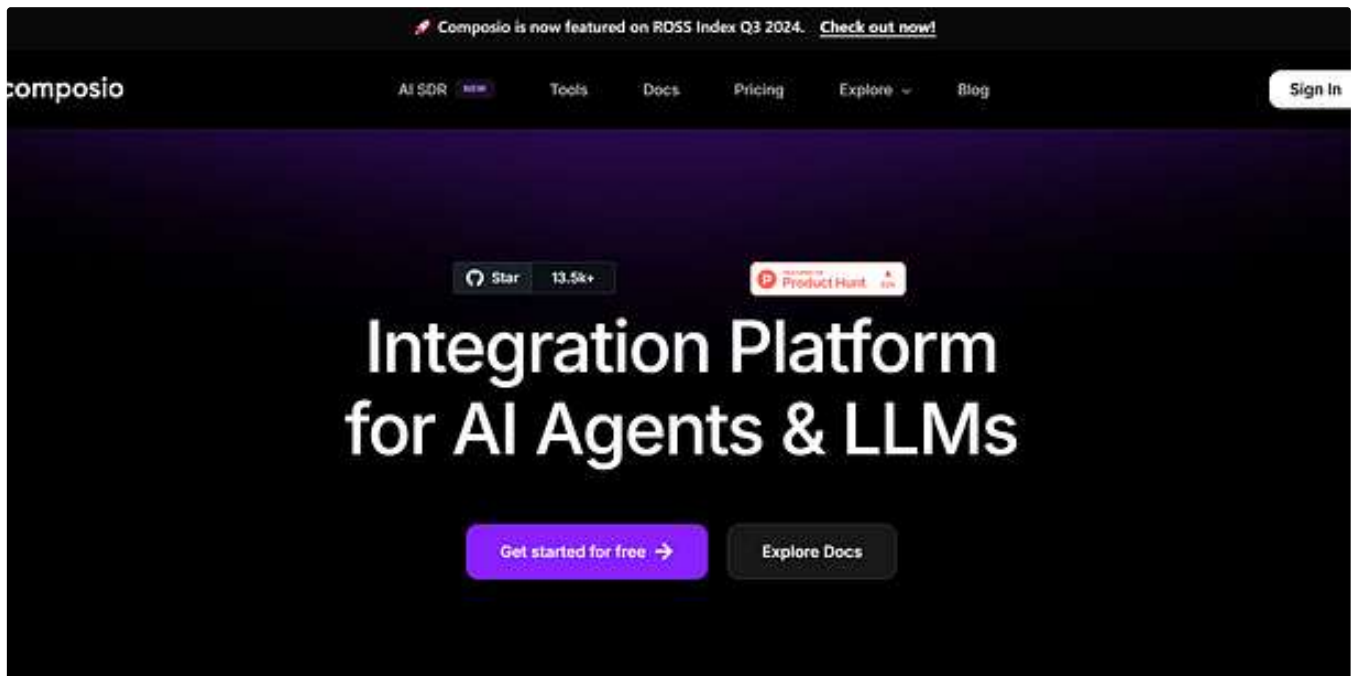 🚀 Composio is now featured on ROSS Index Q3 2024. Check out now!
composio
AI SDR NEW Tools Docs Pricing Explore Blog Sign In
Star 13.5k+
Product Hunt
Integration Platform
for AI Agents & LLMs
Get started for free →
Explore Docs